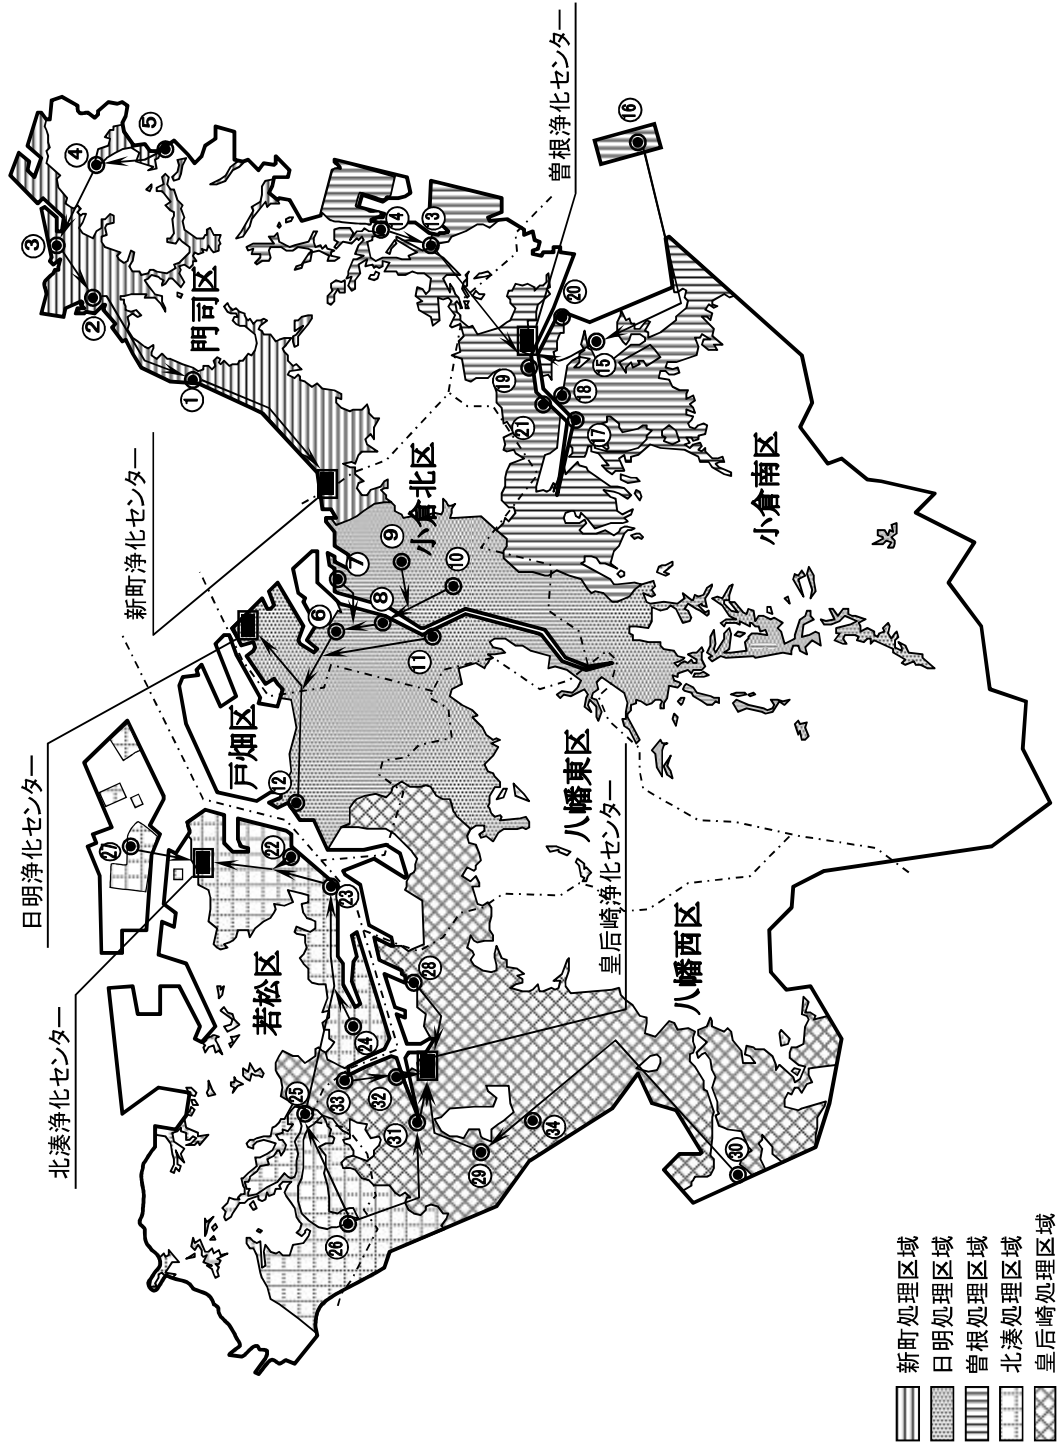 北湊浄化センター
日明浄化センター
新町浄化センター
曽根浄化センター
皇后崎浄化センター
門司区
小倉北区
小倉南区
戸畑区
八幡東区
八幡西区
若松区
①
②
③
④
⑤
⑥
⑧
⑨
⑩
⑪
⑫
⑬
⑭
⑮
⑯
⑰
⑱
⑲
⑳
㉑
㉒
㉓
㉔
㉕
㉖
㉗
㉘
㉙
㉚
㉛
㉜
㉝
㉞
新町処理区域
日明処理区域
曽根処理区域
北湊処理区域
皇后崎処理区域